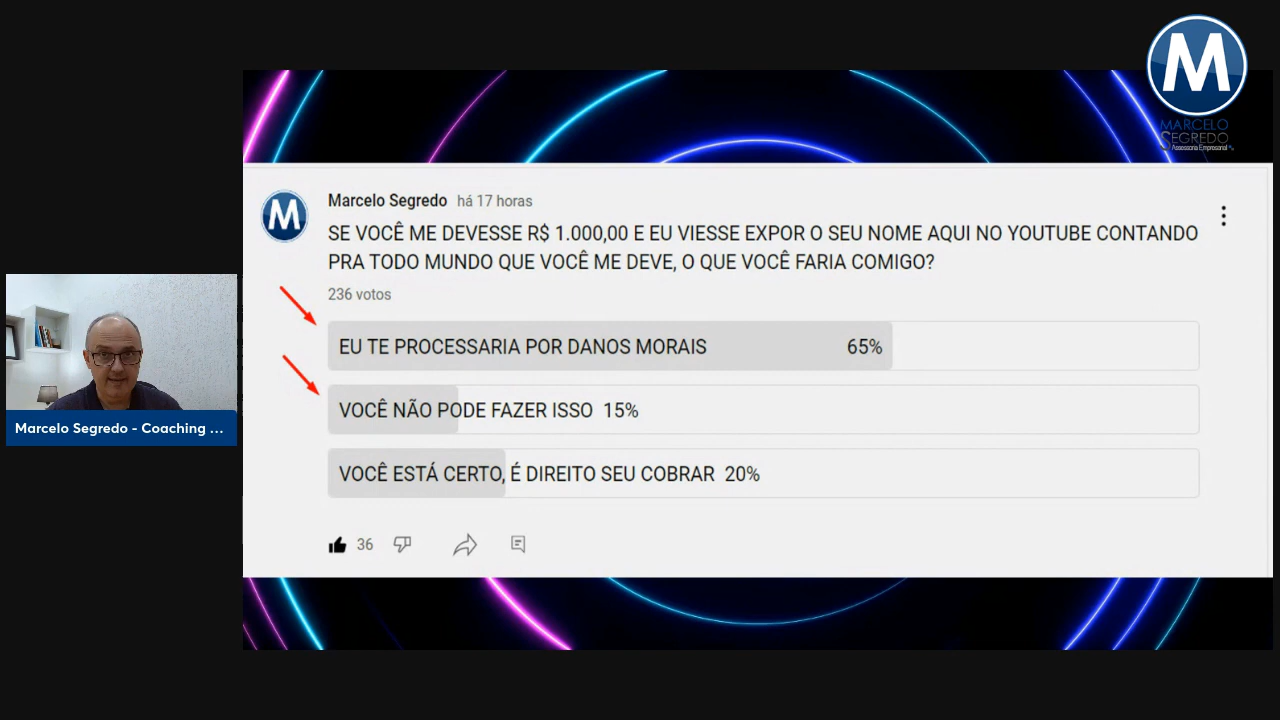 M
MARCELO
SEGREDO
Assessoria Empresarial
M
Marcelo Segredo há 17 horas
SE VOCÊ ME DEVESSE R$ 1.000,00 E EU VIESSE EXPOR O SEU NOME AQUI NO YOUTUBE CONTANDO
PRA TODO MUNDO QUE VOCÊ ME DEVE, O QUE VOCÊ FARIA COMIGO?
236 votos
EU TE PROCESSARIA POR DANOS MORAIS 65%
VOCÊ NÃO PODE FAZER ISSO 15%
VOCÊ ESTÁ CERTO, É DIREITO SEU COBRAR 20%
36
Marcelo Segredo - Coaching ...